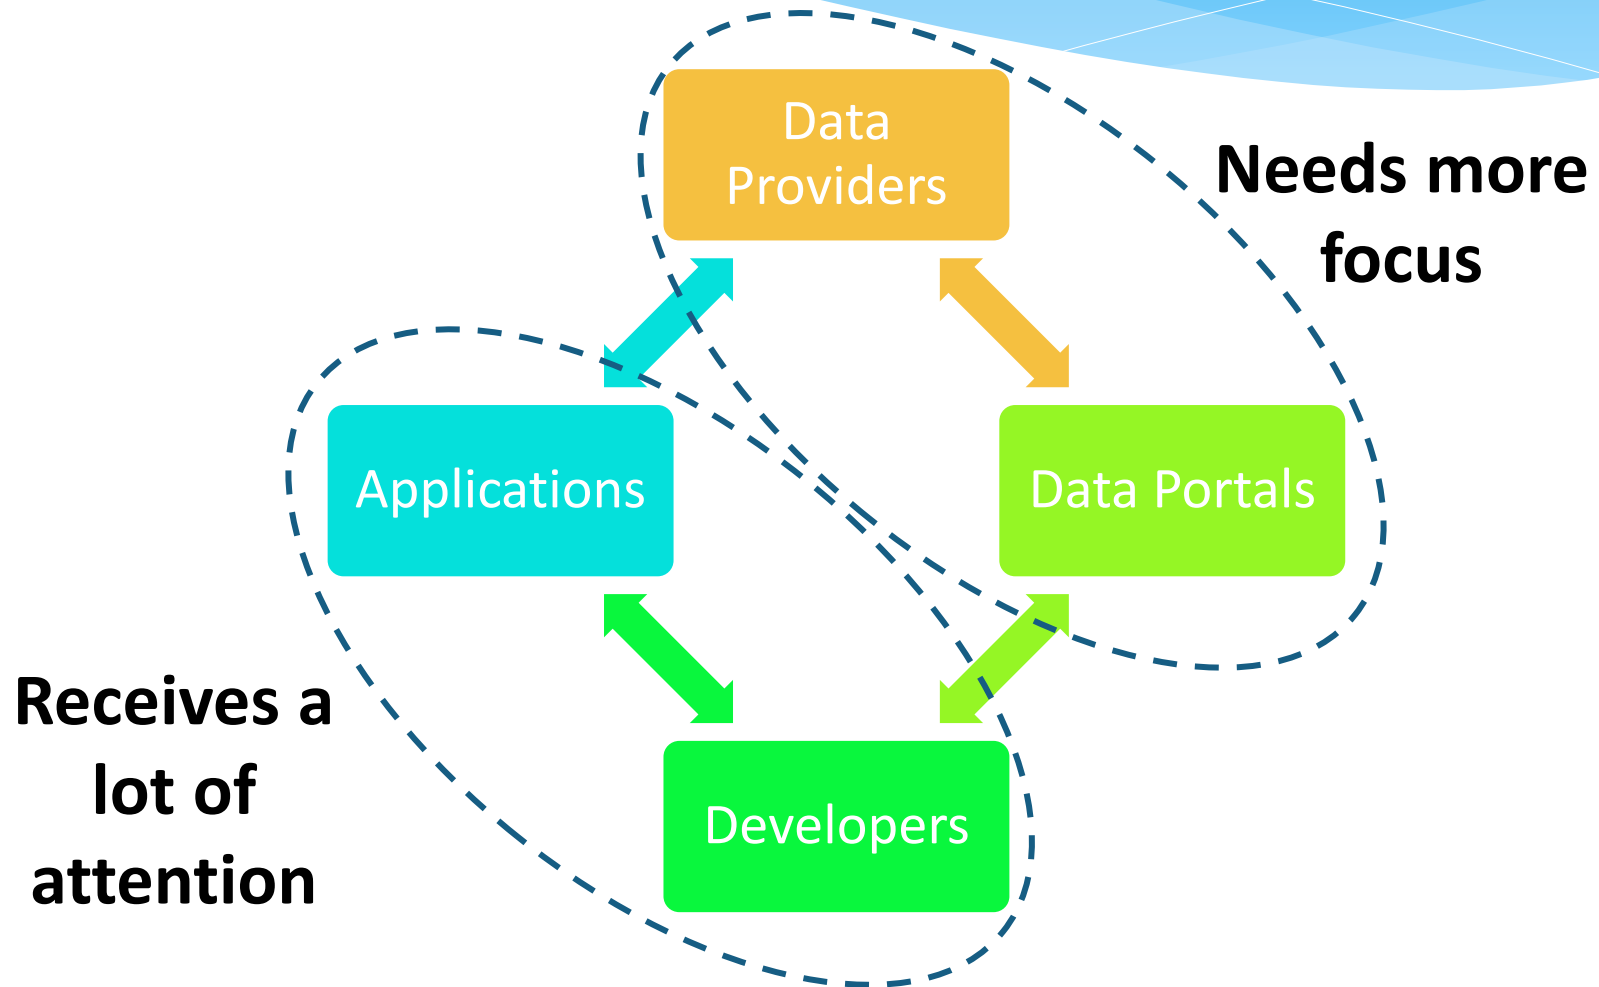 Data
Providers
Needs more
focus
Applications
Data Portals
Receives a
lot of
attention
Developers